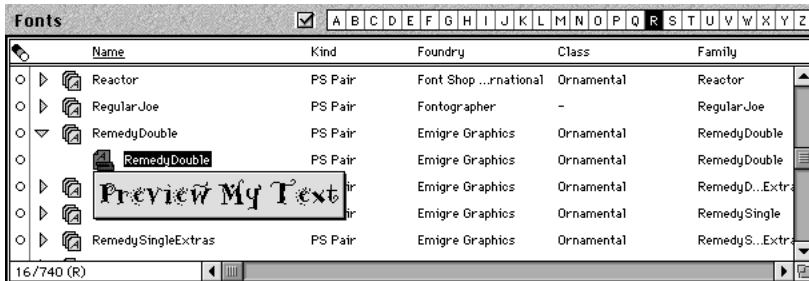 Fonts A B C D E F G H I J K L M N O P Q R S T U V W X Y Z
Name Kind Foundry Class Family
Reactor PS Pair Font Shop ...rnational Ornamental Reactor
RegularJoe PS Pair Fontographer - RegularJoe
RemedyDouble PS Pair Emigre Graphics Ornamental RemedyDouble
RemedyDouble PS Pair Emigre Graphics Ornamental RemedyDouble
Preview My Text
Emigre Graphics Ornamental RemedyD...Extra
Emigre Graphics Ornamental RemedySingle
RemedySingleExtras PS Pair Emigre Graphics Ornamental RemedyS...Extra
16/740 (R)